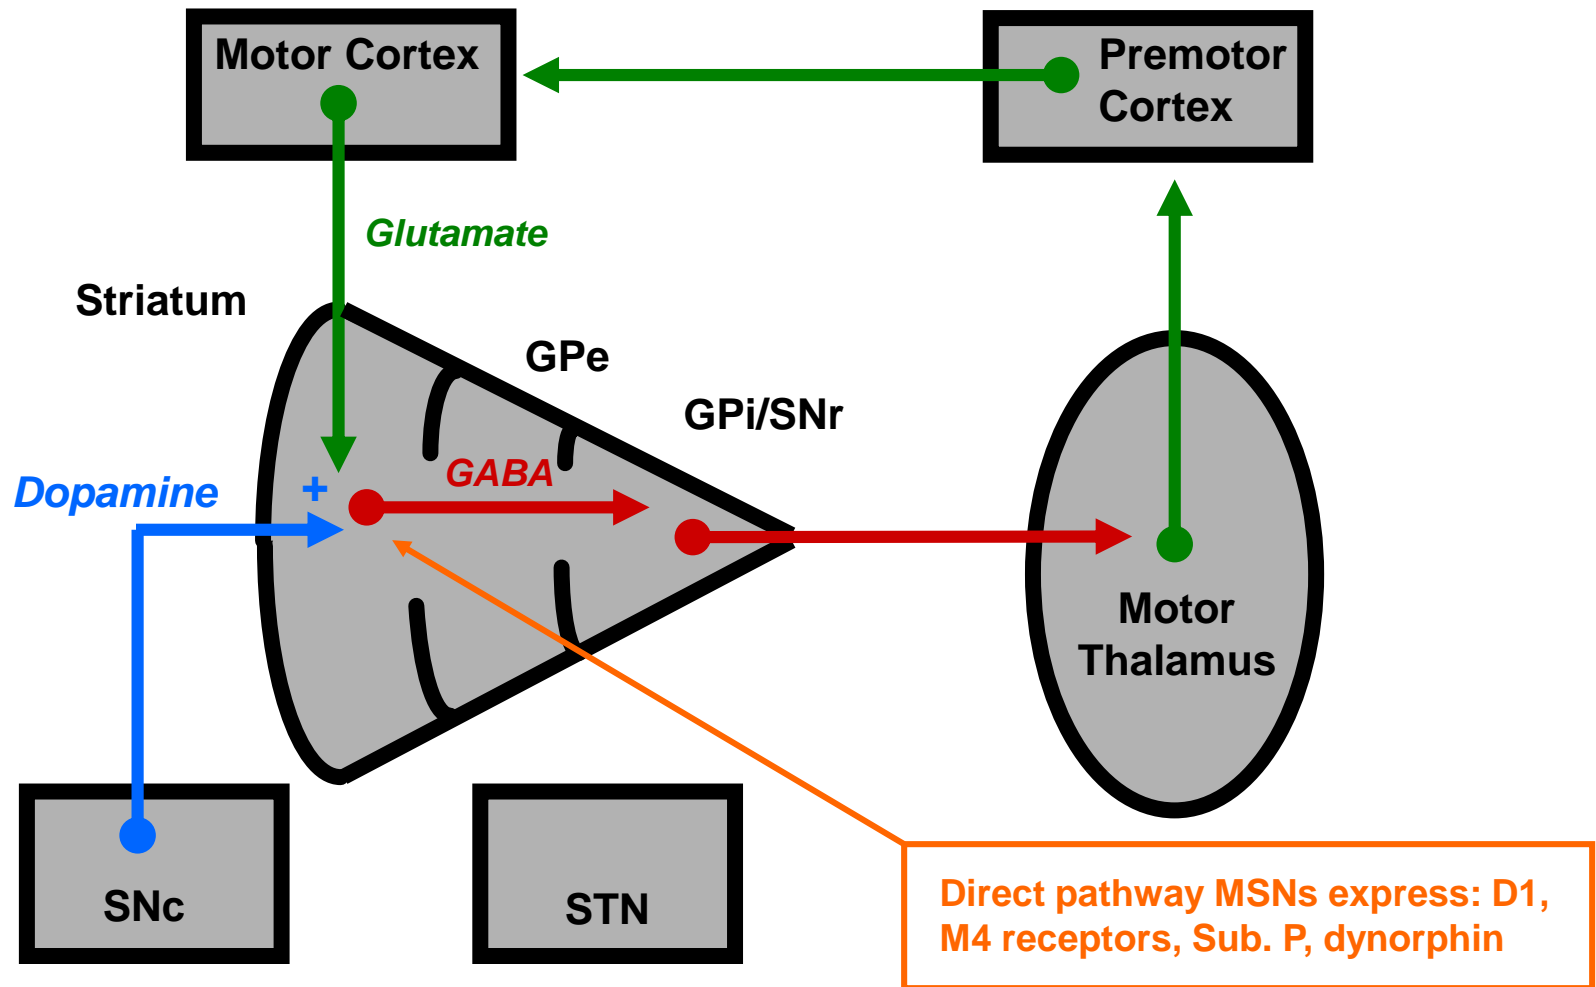 Motor Cortex
Premotor
Cortex
Glutamate
Striatum
GPe
GPi/SNr
GABA
Dopamine
+
Motor
Thalamus
SNc
STN
Direct pathway MSNs express: D1,
M4 receptors, Sub. P, dynorphin